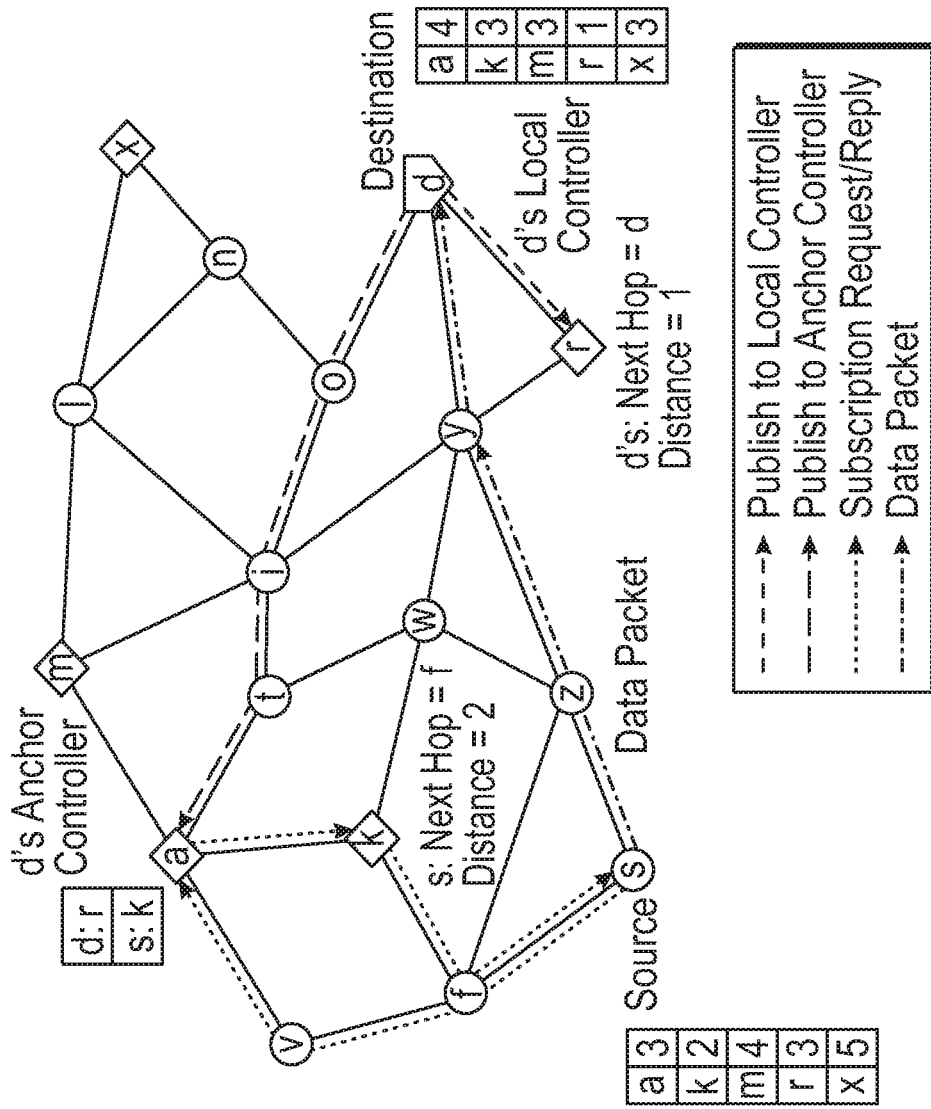 d's Anchor
Controller
d: r
s: k
a
m
l
x
v
t
i
n
o
k
f
w
y
d
s
z
r
Destination
a 4
k 3
m 3
r 1
x 3
d's Local
Controller
d's: Next Hop = d
Distance = 1
s: Next Hop = f
Distance = 2
Data Packet
Source
a 3
k 2
m 4
r 3
x 5
Publish to Local Controller
Publish to Anchor Controller
Subscription Request/Reply
Data Packet